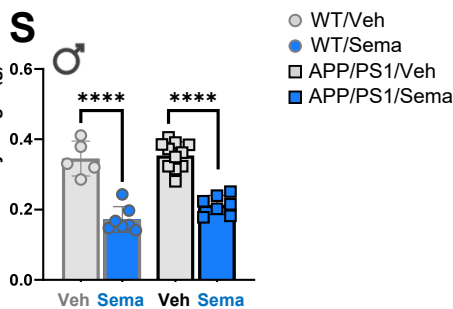 S
♂
WT/Veh
WT/Sema
APP/PS1/Veh
APP/PS1/Sema
0.6
**** ****
0.4
0.2
0.0
Veh Sema Veh Sema